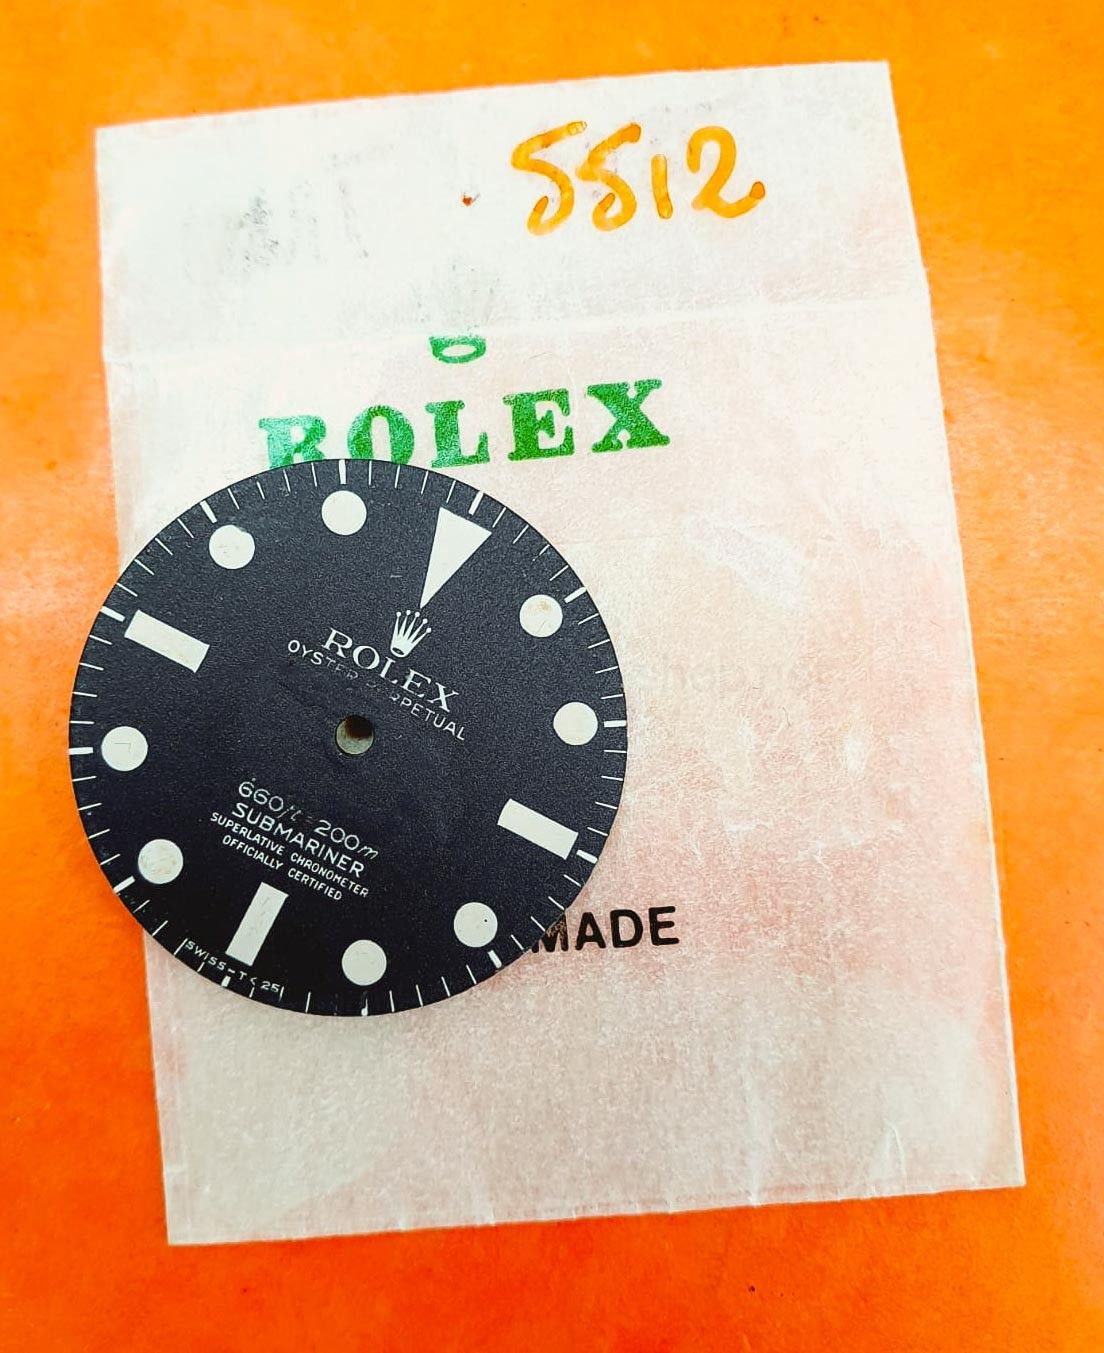 5512
ROLEX
ROLEX
OYSTER PERPETUAL
660ft = 200m
SUBMARINER
SUPERLATIVE CHRONOMETER
OFFICIALLY CERTIFIED
SWISS - T < 25
MADE